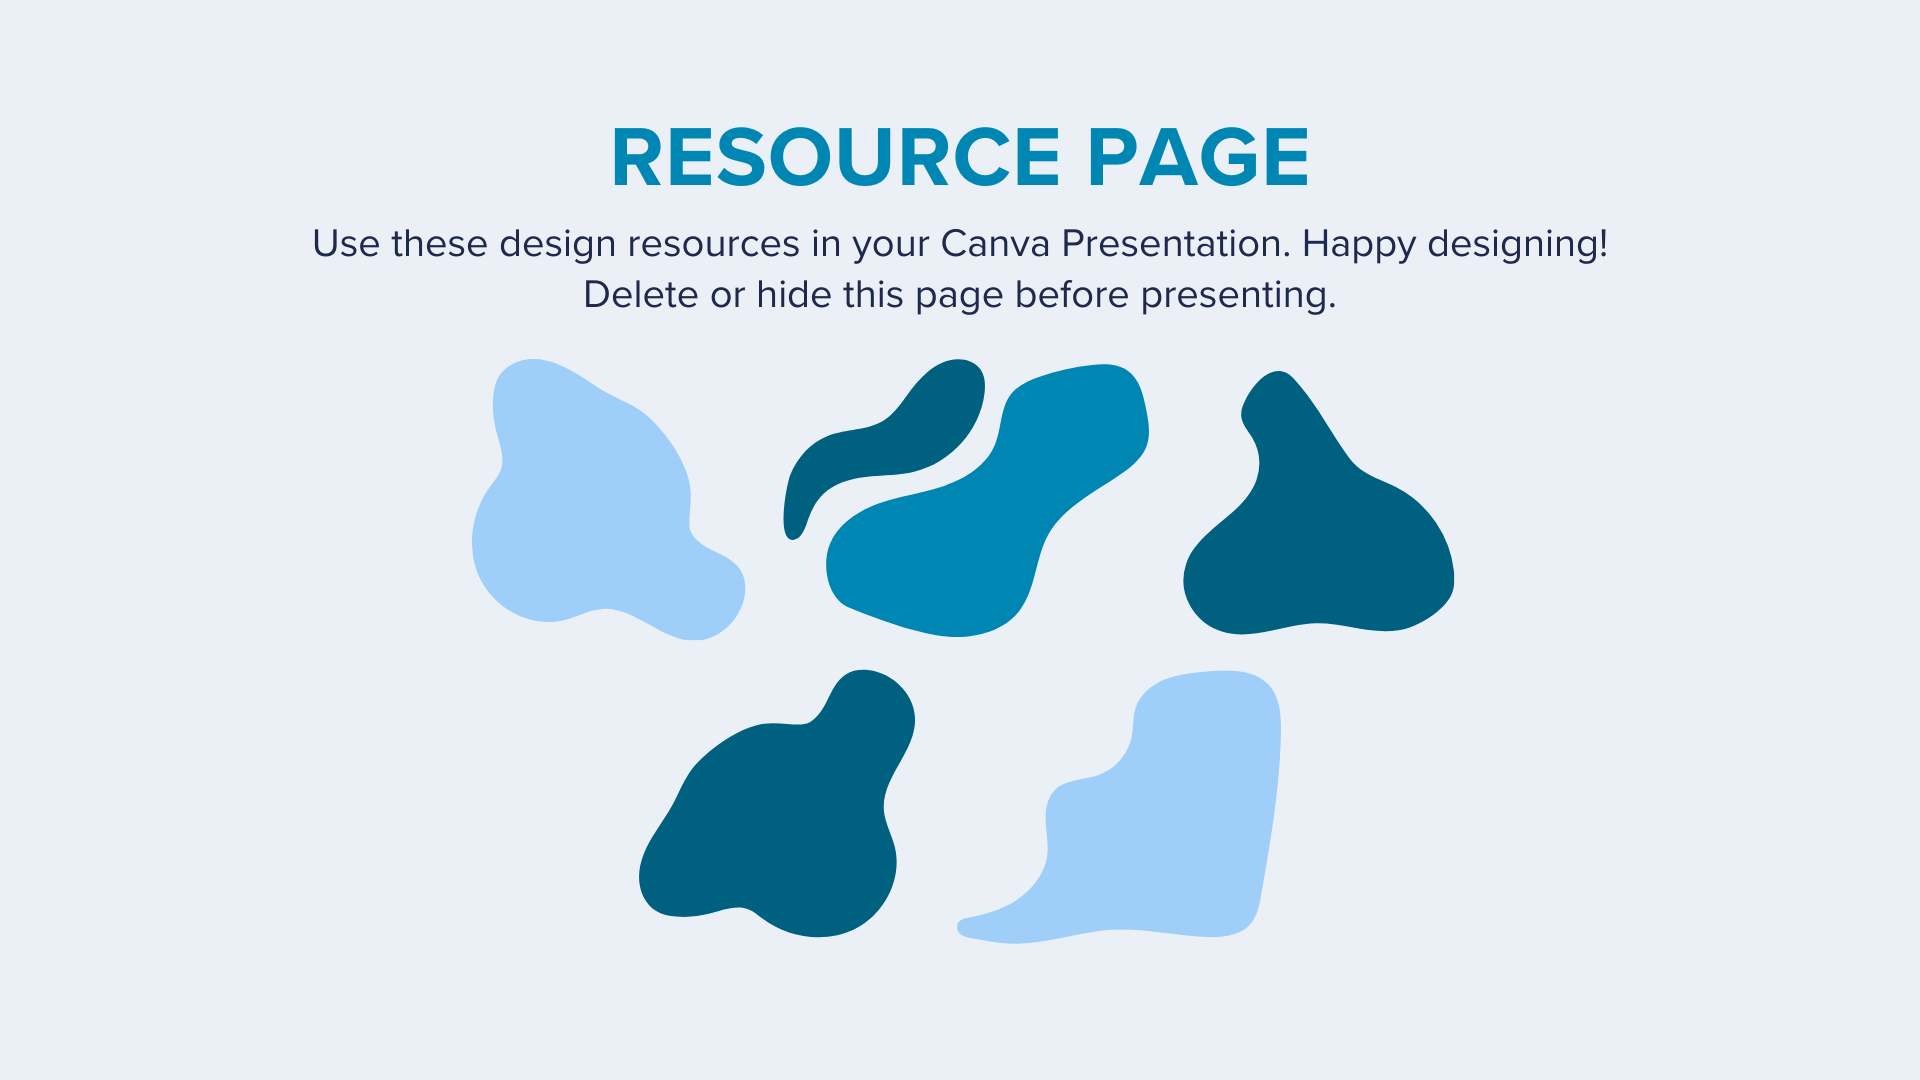 RESOURCE PAGE
Use these design resources in your Canva Presentation. Happy designing!
Delete or hide this page before presenting.